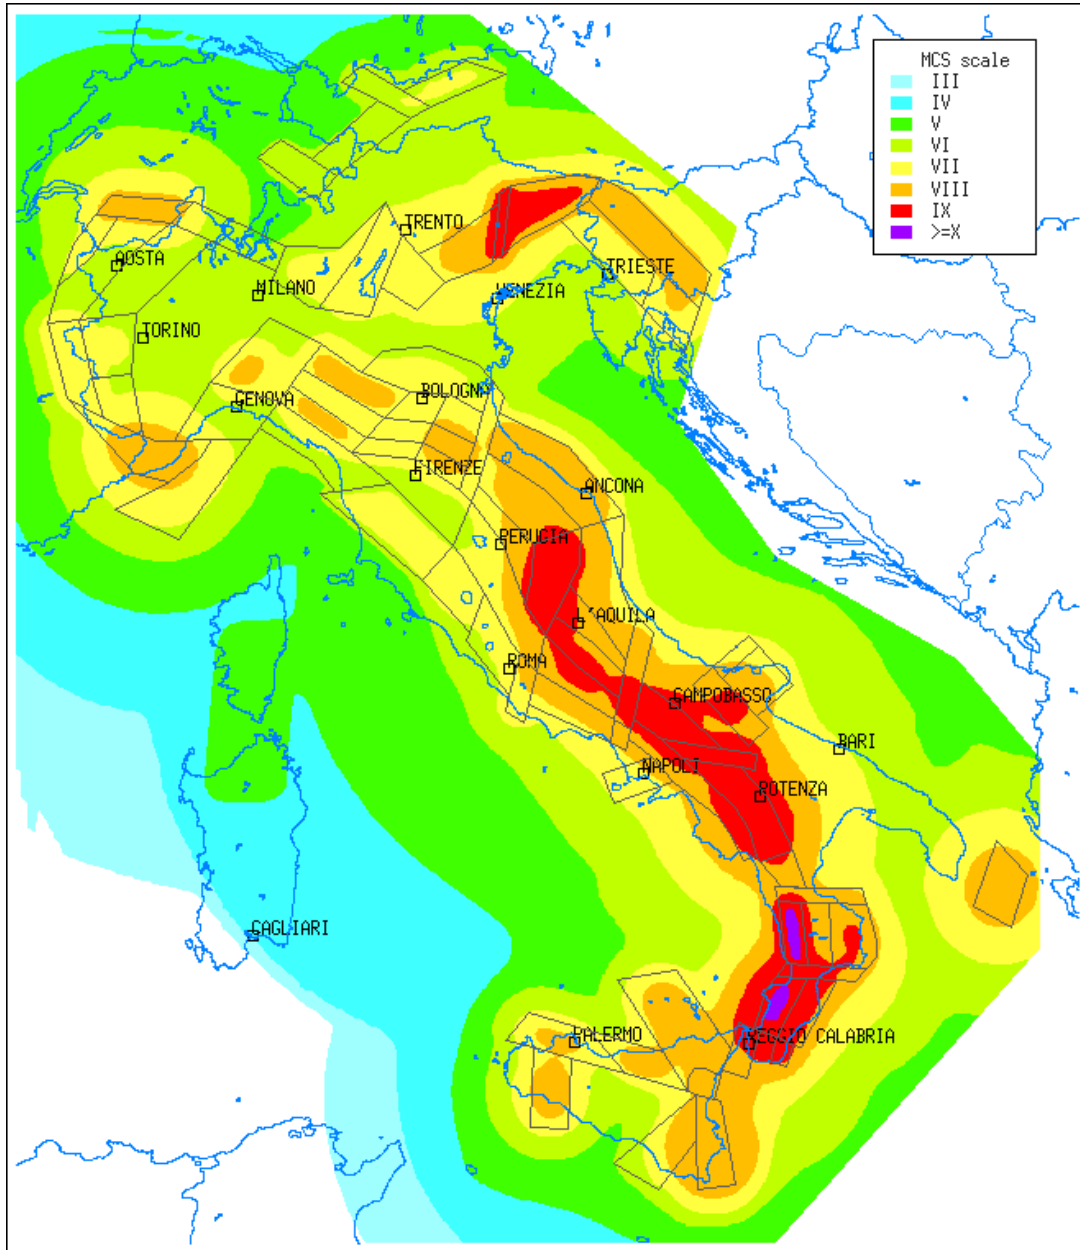 MCS scale
III
IV
V
VI
VII
VIII
IX
>=X
TRENTO
AOSTA
TRIESTE
MILANO
VENEZIA
TORINO
GENOVA
BOLOGNA
FIRENZE
ANCONA
PERUGIA
L'AQUILA
ROMA
CAMPOBASSO
BARI
NAPOLI
POTENZA
CAGLIARI
PALERMO
REGGIO CALABRIA